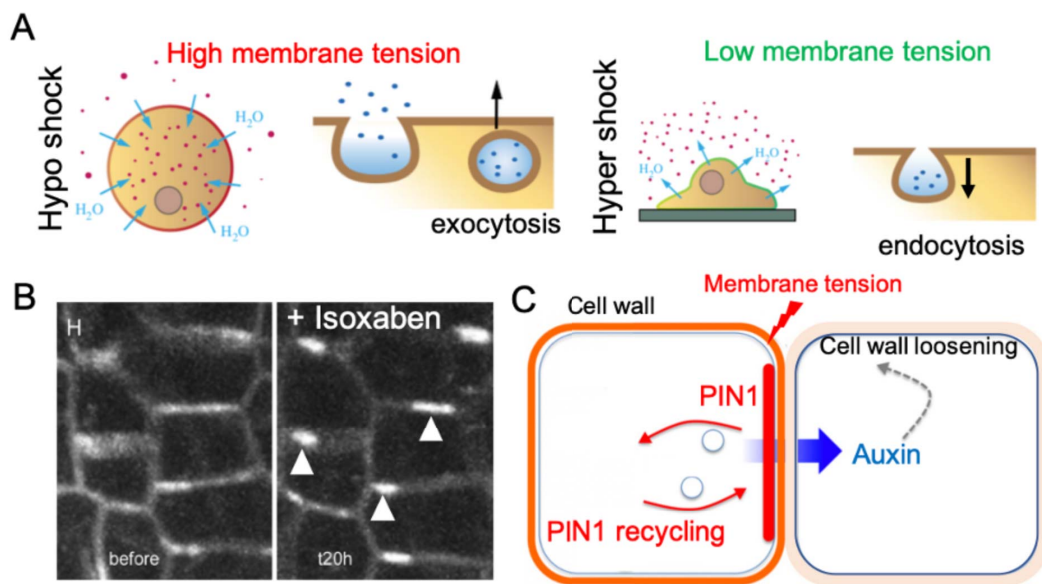 A
High membrane tension
Low membrane tension
Hypo shock
H₂O
H₂O
H₂O
exocytosis
Hyper shock
H₂O
H₂O
H₂O
endocytosis
B
H
+ Isoxaben
before
t20h
C
Membrane tension
Cell wall
Cell wall loosening
PIN1
Auxin
PIN1 recycling